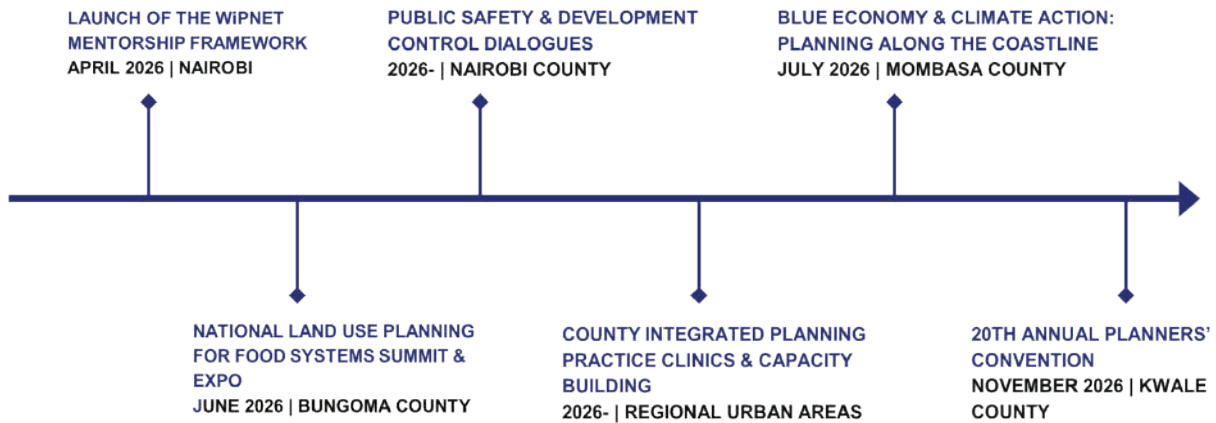 LAUNCH OF THE WiPNET
MENTORSHIP FRAMEWORK
APRIL 2026 | NAIROBI
PUBLIC SAFETY & DEVELOPMENT
CONTROL DIALOGUES
2026- | NAIROBI COUNTY
BLUE ECONOMY & CLIMATE ACTION:
PLANNING ALONG THE COASTLINE
JULY 2026 | MOMBASA COUNTY
NATIONAL LAND USE PLANNING
FOR FOOD SYSTEMS SUMMIT &
EXPO
JUNE 2026 | BUNGOMA COUNTY
COUNTY INTEGRATED PLANNING
PRACTICE CLINICS & CAPACITY
BUILDING
2026- | REGIONAL URBAN AREAS
20TH ANNUAL PLANNERS’
CONVENTION
NOVEMBER 2026 | KWALE
COUNTY